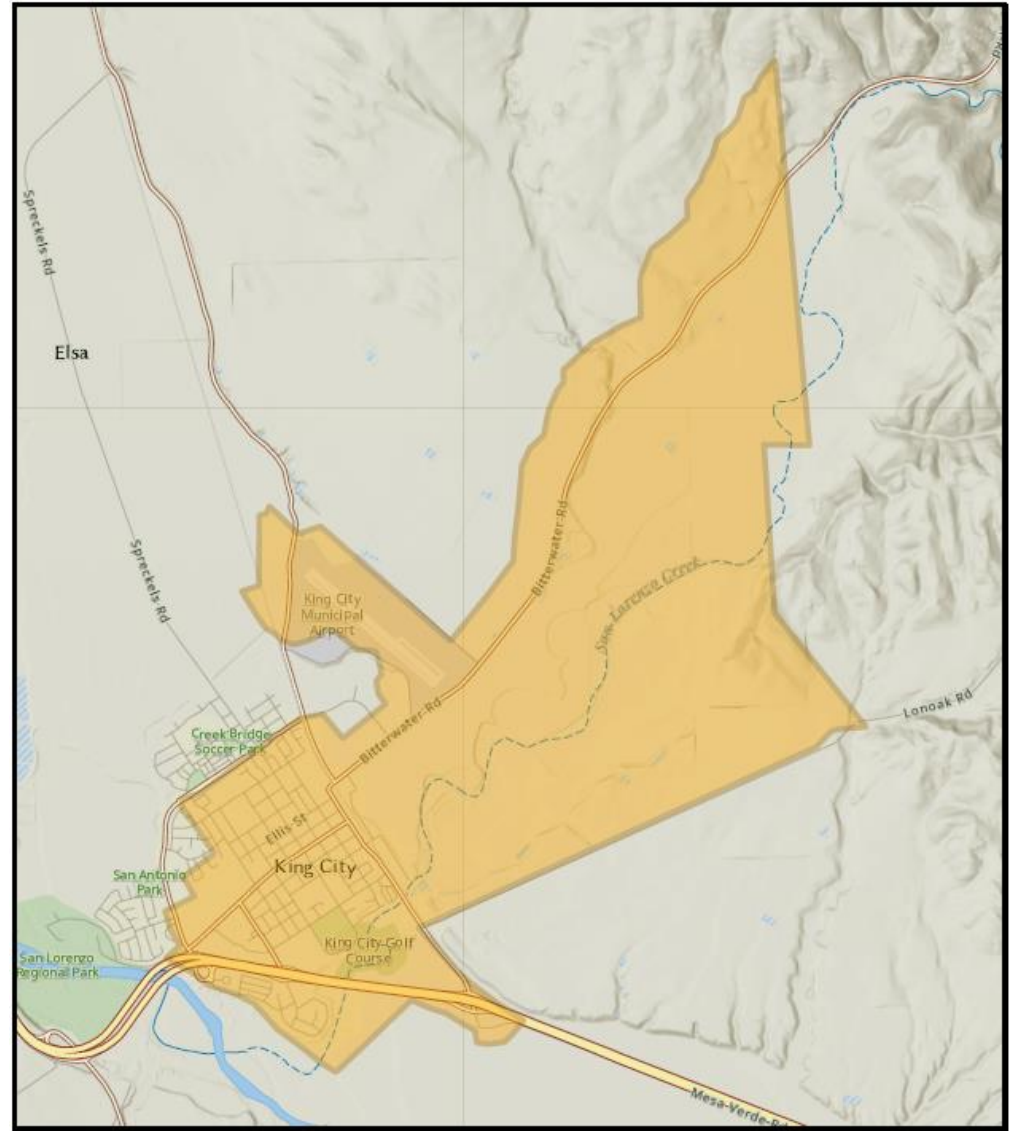 Rd
Spreckels Rd
Elsa
Bitterwater Rd
Spreckels Rd
San Lorenzo Creek
King City
Municipal
Airport
Lonoak Rd
Bitterwater Rd
Creek Bridge
Soccer Park
Ellis St
King City
San Antonio
Park
King City Golf
Course
San Lorenzo
Regional Park
Mesa-Verde-Rd